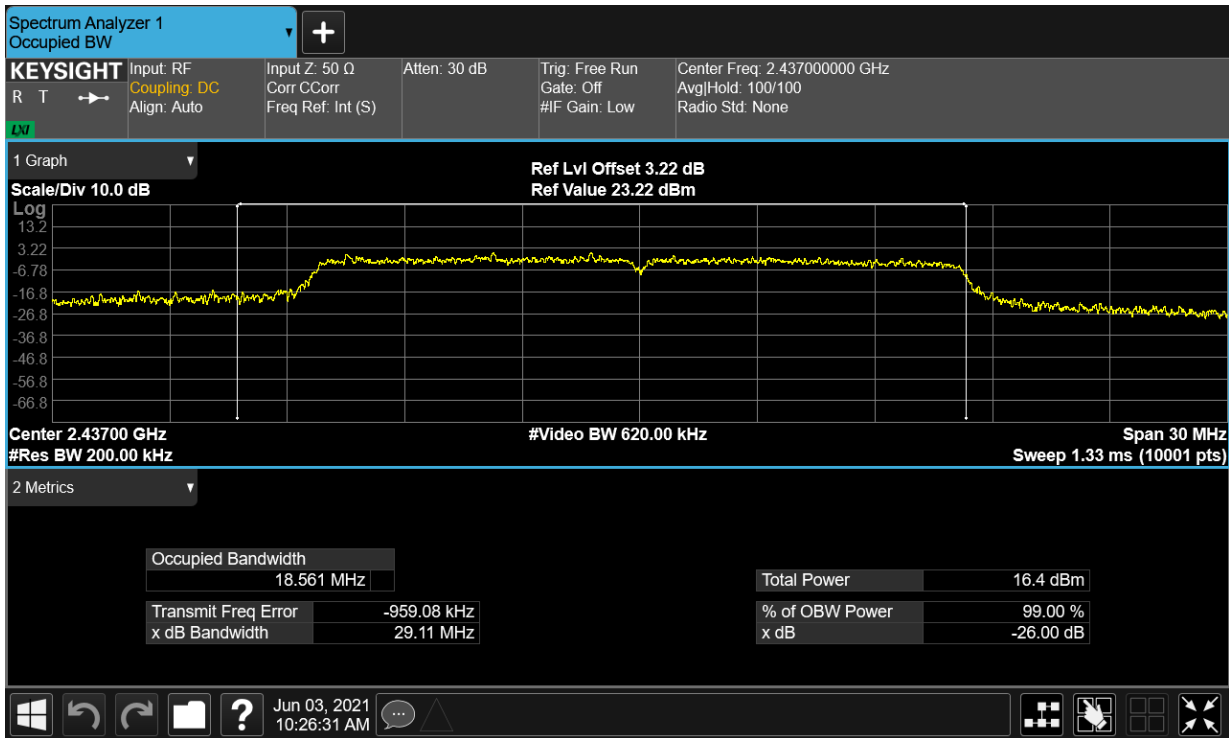 Spectrum Analyzer 1
Occupied BW
+
KEYSIGHT
R T
LXI
Input: RF
Coupling: DC
Align: Auto
Input Z: 50 Ω
Corr CCorr
Freq Ref: Int (S)
Atten: 30 dB
Trig: Free Run
Gate: Off
#IF Gain: Low
Center Freq: 2.437000000 GHz
Avg|Hold: 100/100
Radio Std: None
1 Graph
Scale/Div 10.0 dB
Ref Lvl Offset 3.22 dB
Ref Value 23.22 dBm
Log
13.2
3.22
-6.78
-16.8
-26.8
-36.8
-46.8
-56.8
-66.8
Center 2.43700 GHz
#Video BW 620.00 kHz
Span 30 MHz
#Res BW 200.00 kHz
Sweep 1.33 ms (10001 pts)
2 Metrics
Occupied Bandwidth
18.561 MHz
Total Power 16.4 dBm
Transmit Freq Error -959.08 kHz
% of OBW Power 99.00 %
x dB Bandwidth 29.11 MHz
x dB -26.00 dB
?
Jun 03, 2021
10:26:31 AM